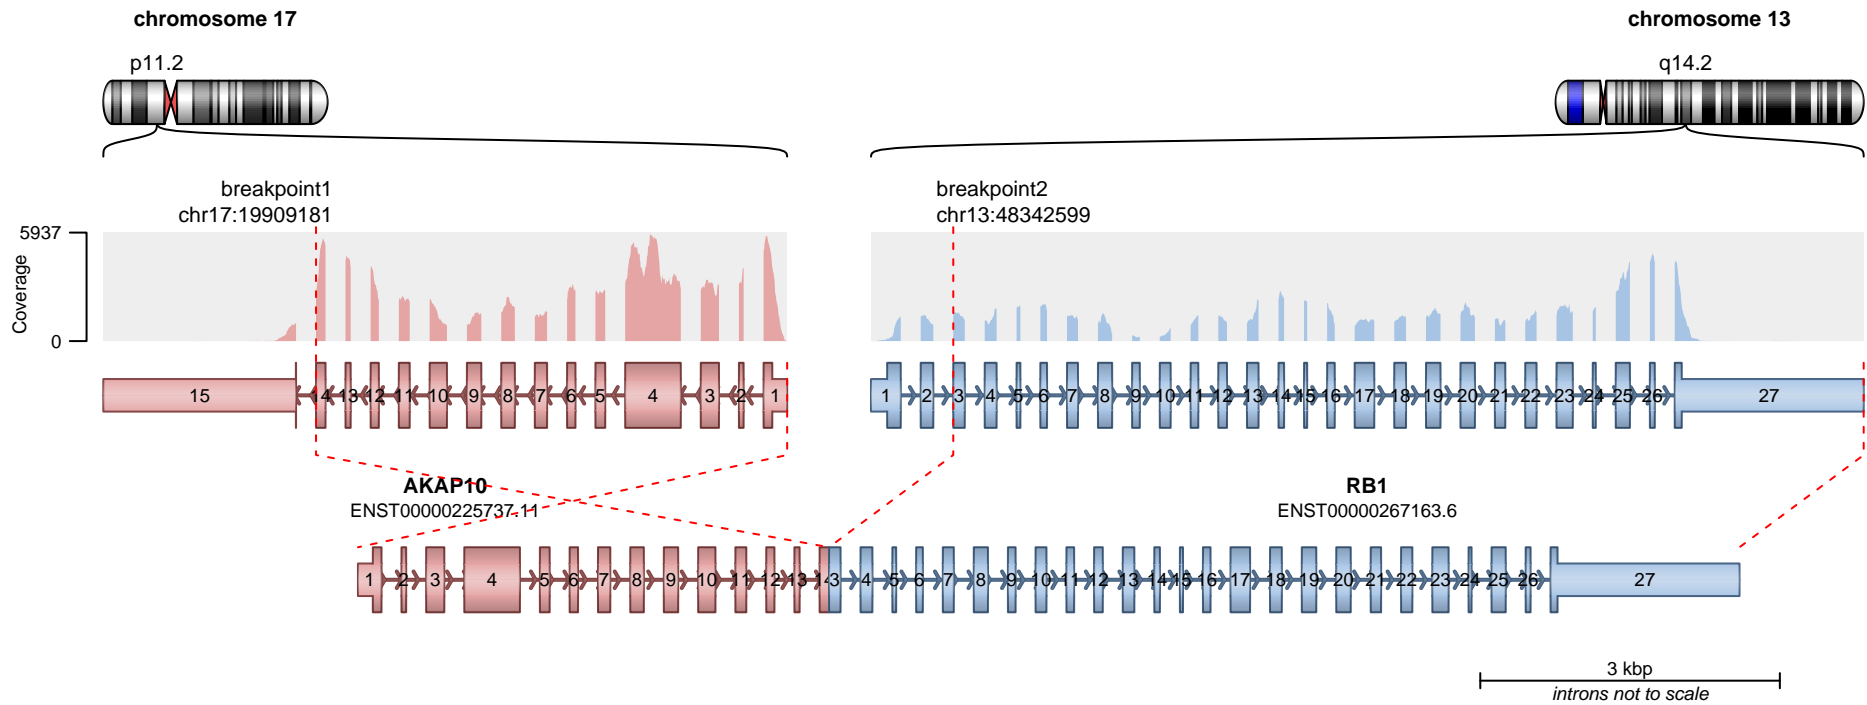 chromosome 17
chromosome 13
p11.2
q14.2
breakpoint1
chr17:19909181
breakpoint2
chr13:48342599
5937
Coverage
0
15 14 13 12 11 10 9 8 7 6 5 4 3 2 1
1 2 3 4 5 6 7 8 9 10 11 12 13 14 15 16 17 18 19 20 21 22 23 24 25 26 27
AKAP10
ENST00000225737.11
RB1
ENST00000267163.6
1 2 3 4 5 6 7 8 9 10 11 12 13 14 3 4 5 6 7 8 9 10 11 12 13 14 15 16 17 18 19 20 21 22 23 24 25 26 27
3 kbp
introns not to scale